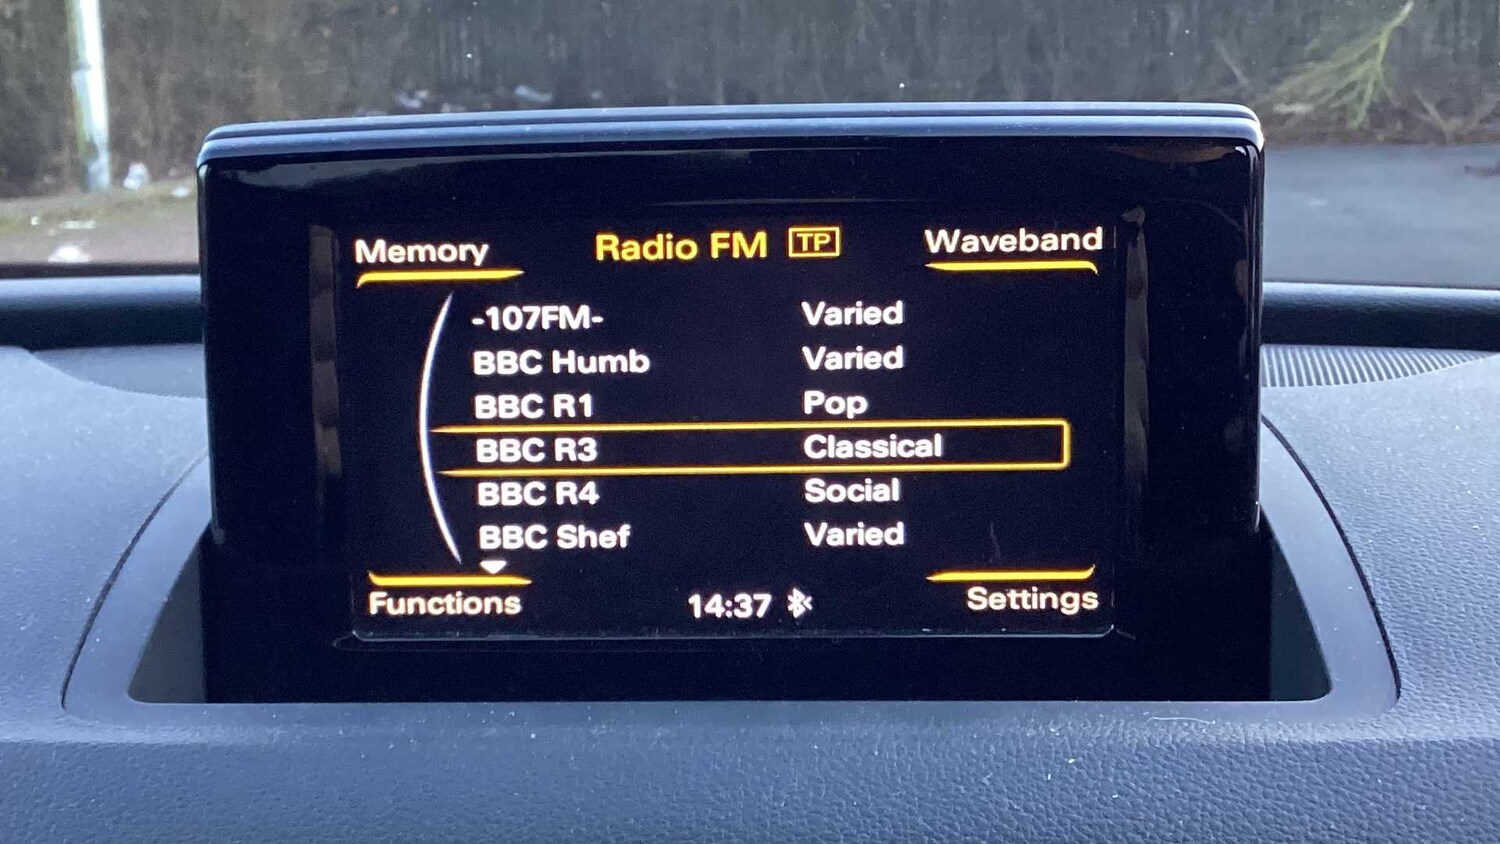 Memory Radio FM TP Waveband
-107FM- Varied
BBC Humb Varied
BBC R1 Pop
BBC R3 Classical
BBC R4 Social
BBC Shef Varied
Functions 14:37 Settings